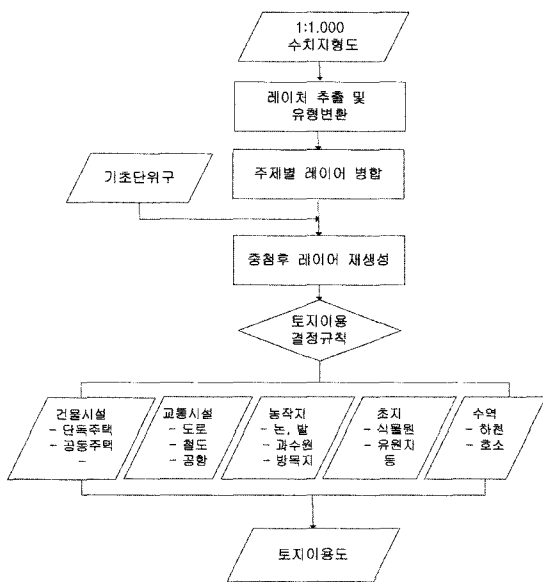 1:1.000
수치지형도
레이처 추출 및
유형변환
기초단위구
주제별 레이어 병합
중첩후 레이어 재생성
토지이용
결정규칙
건물시설
- 단독주택
- 공동주택
-
교통시설
- 도로
- 철도
- 공항
농작지
- 논, 밭
- 과수원
- 방목지
초지
- 식물원
- 유원지
등
수역
- 하천
- 호소
토지이용도